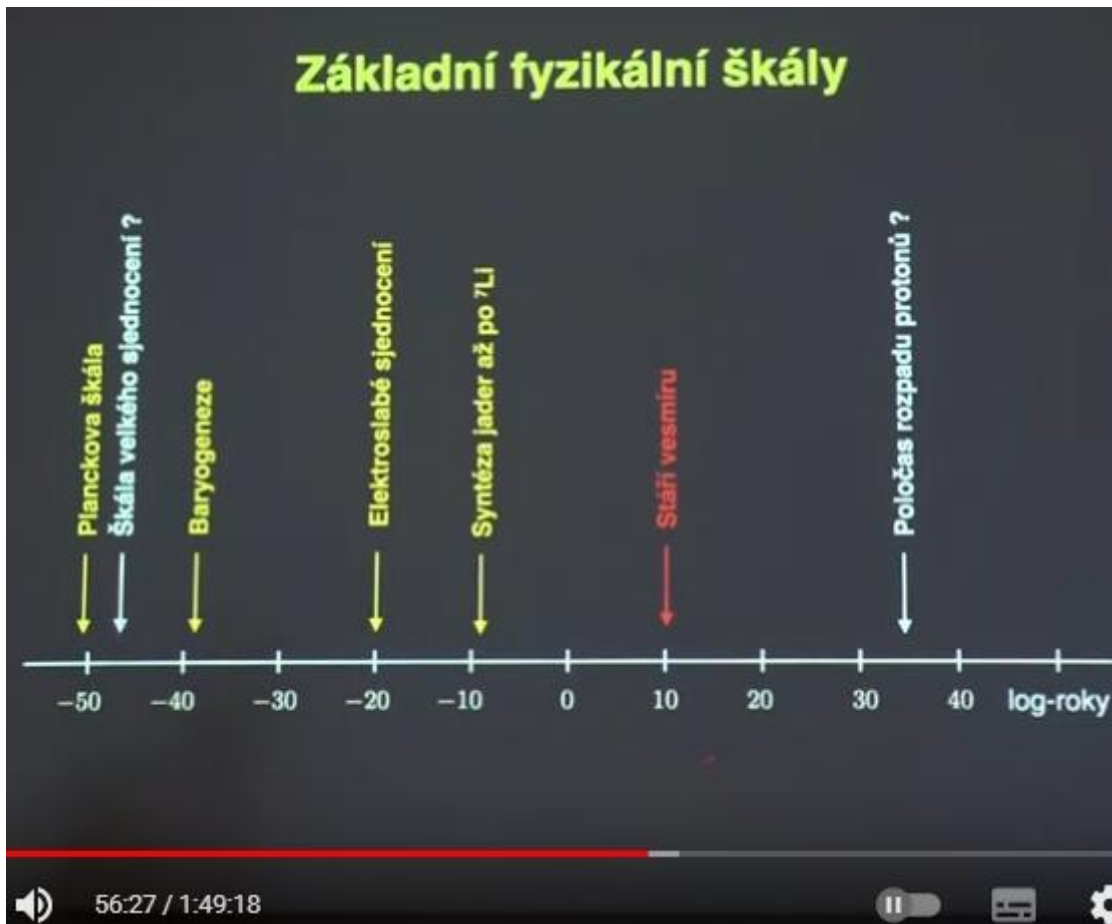 Základní fyzikální škály
Planckova škála
Škála velkého sjednocení ?
Baryogeneze
Elektroslabé sjednocení
Syntéza jader až po ⁷Li
Stáří vesmíru
Poločas rozpadu protonů ?
−50 −40 −30 −20 −10 0 10 20 30 40 log-roky
56:27 / 1:49:18